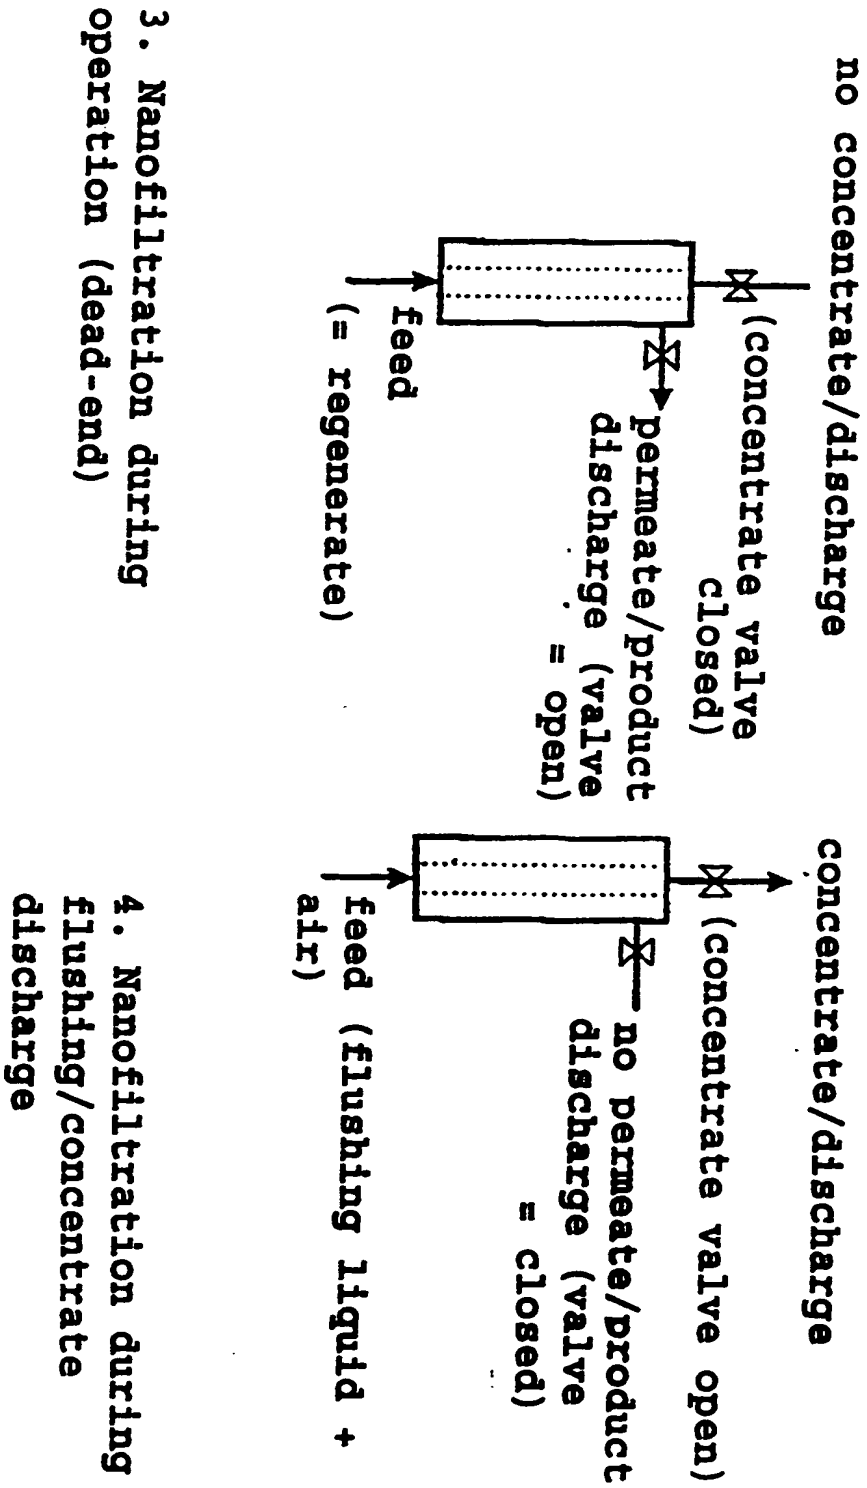 no concentrate/discharge
(concentrate valve
closed)
permeate/product
discharge (valve
= open)
feed
(= regenerate)
3. Nanofiltration during
operation (dead-end)
concentrate/discharge
(concentrate valve open)
no permeate/product
discharge (valve
= closed)
feed (flushing liquid +
air)
4. Nanofiltration during
flushing/concentrate
discharge